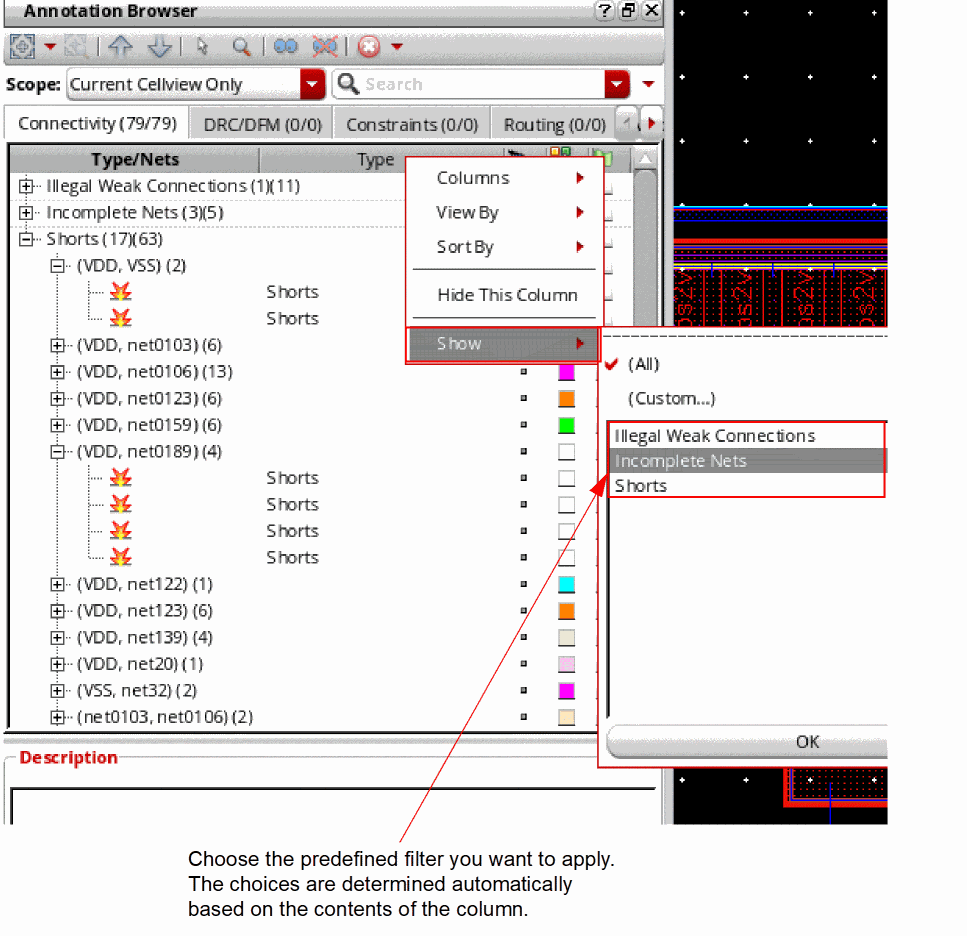 Annotation Browser
Scope: Current Cellview Only Search
Connectivity (79/79) DRC/DFM (0/0) Constraints (0/0) Routing (0/0)
Type/Nets Type
Illegal Weak Connections (1)(11)
Incomplete Nets (3)(5)
Shorts (17)(63)
(VDD, VSS) (2)
Shorts
Shorts
(VDD, net0103) (6)
(VDD, net0106) (13)
(VDD, net0123) (6)
(VDD, net0159) (6)
(VDD, net0189) (4)
Shorts
Shorts
Shorts
Shorts
(VDD, net122) (1)
(VDD, net123) (6)
(VDD, net139) (4)
(VDD, net20) (1)
(VSS, net32) (2)
(net0103, net0106) (2)
Columns
View By
Sort By
Hide This Column
Show
(All)
(Custom...)
Illegal Weak Connections
Incomplete Nets
Shorts
OK
Description
Choose the predefined filter you want to apply.
The choices are determined automatically
based on the contents of the column.